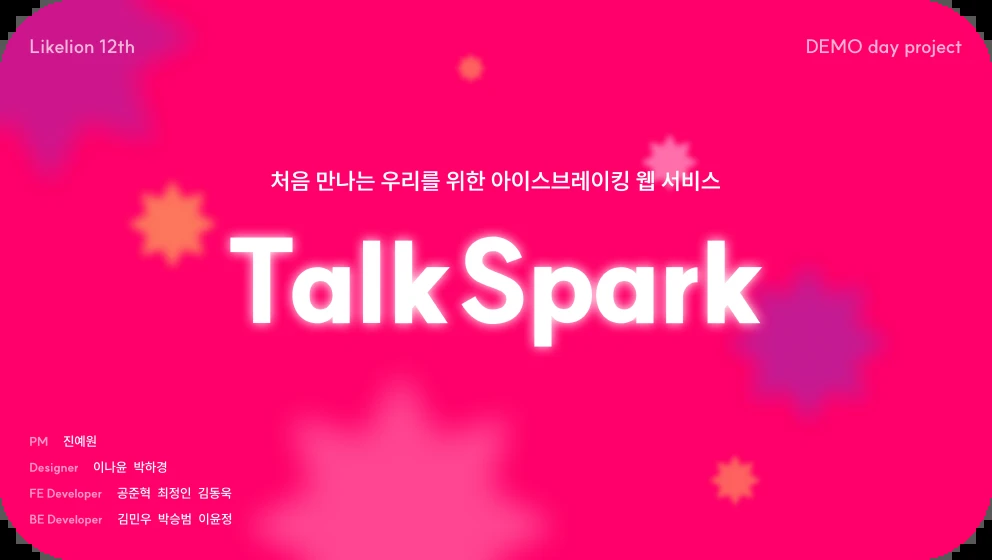 Likelion 12th
DEMO day project
처음 만나는 우리를 위한 아이스브레이킹 웹 서비스
TalkSpark
PM 진예원
Designer 이나윤 박하경
FE Developer 공준혁 최정인 김동욱
BE Developer 김민우 박승범 이윤정